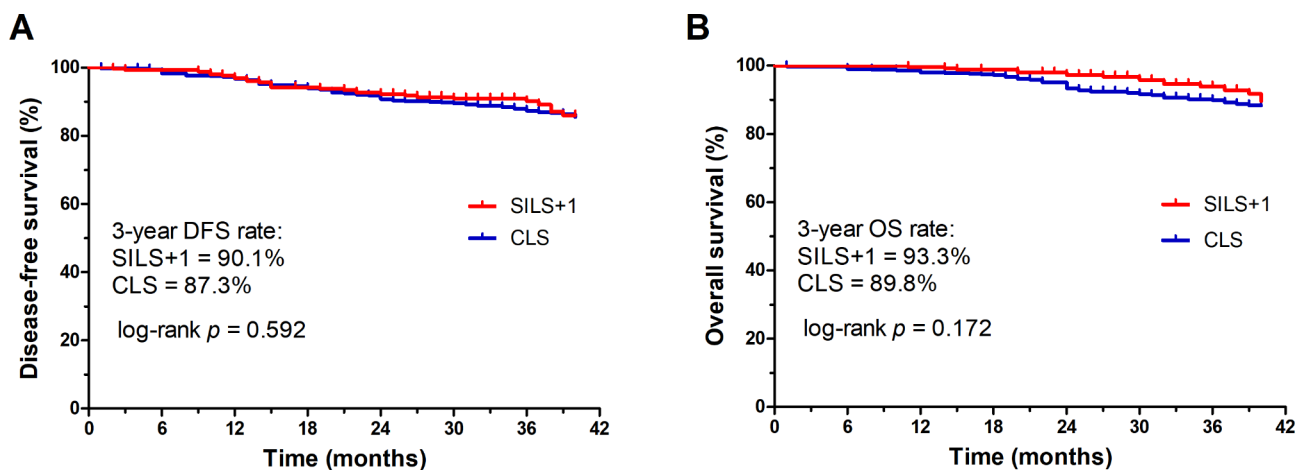 A
Disease-free survival (%)
100
80
60
40
20
0
SILS+1
CLS
3-year DFS rate:
SILS+1 = 90.1%
CLS = 87.3%
log-rank p = 0.592
0 6 12 18 24 30 36 42
Time (months)
B
Overall survival (%)
100
80
60
40
20
0
SILS+1
CLS
3-year OS rate:
SILS+1 = 93.3%
CLS = 89.8%
log-rank p = 0.172
0 6 12 18 24 30 36 42
Time (months)